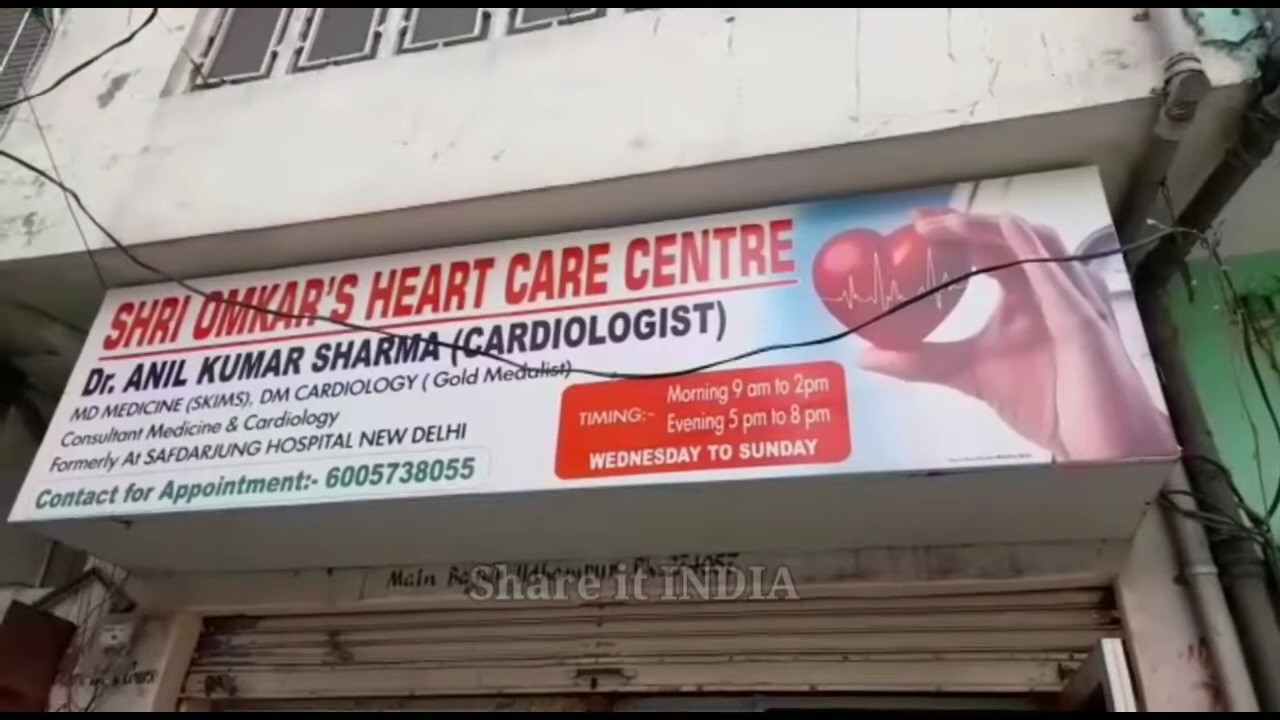 SHRI OMKAR'S HEART CARE CENTRE
Dr. ANIL KUMAR SHARMA (CARDIOLOGIST)
MD MEDICINE (SKIMS), DM CARDIOLOGY ( Gold Medalist)
Consultant Medicine & Cardiology
Formerly At SAFDARJUNG HOSPITAL NEW DELHI
Contact for Appointment:- 6005738055
TIMING:- Morning 9 am to 2pm
Evening 5 pm to 8 pm
WEDNESDAY TO SUNDAY
Main
Share it INDIA